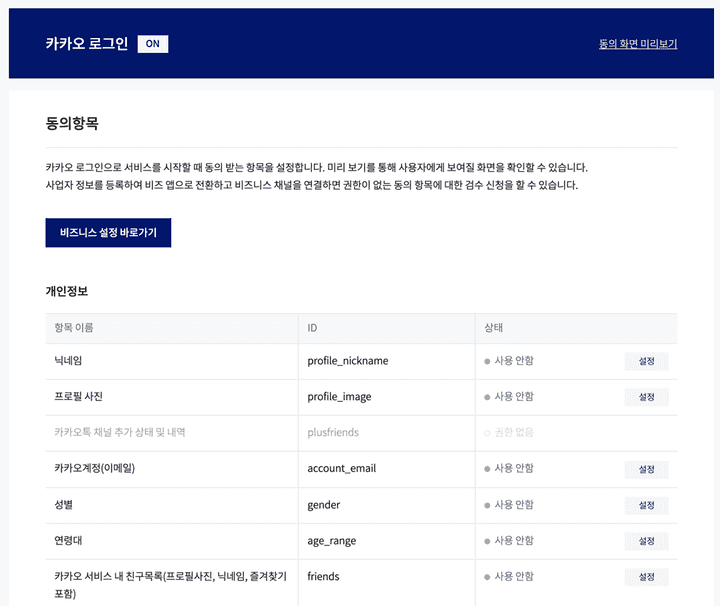 카카오 로그인 ON 동의 화면 미리보기
동의항목
카카오 로그인으로 서비스를 시작할 때 동의 받는 항목을 설정합니다. 미리 보기를 통해 사용자에게 보여질 화면을 확인할 수 있습니다.
사업자 정보를 등록하여 비즈 앱으로 전환하고 비즈니스 채널을 연결하면 권한이 없는 동의 항목에 대한 검수 신청을 할 수 있습니다.
비즈니스 설정 바로가기
개인정보
항목 이름 ID 상태
닉네임 profile_nickname 사용 안함 설정
프로필 사진 profile_image 사용 안함 설정
카카오톡 채널 추가 상태 및 내역 plusfriends 권한 없음
카카오계정(이메일) account_email 사용 안함 설정
성별 gender 사용 안함 설정
연령대 age_range 사용 안함 설정
카카오 서비스 내 친구목록(프로필사진, 닉네임, 즐겨찾기 friends 사용 안함 설정
포함)